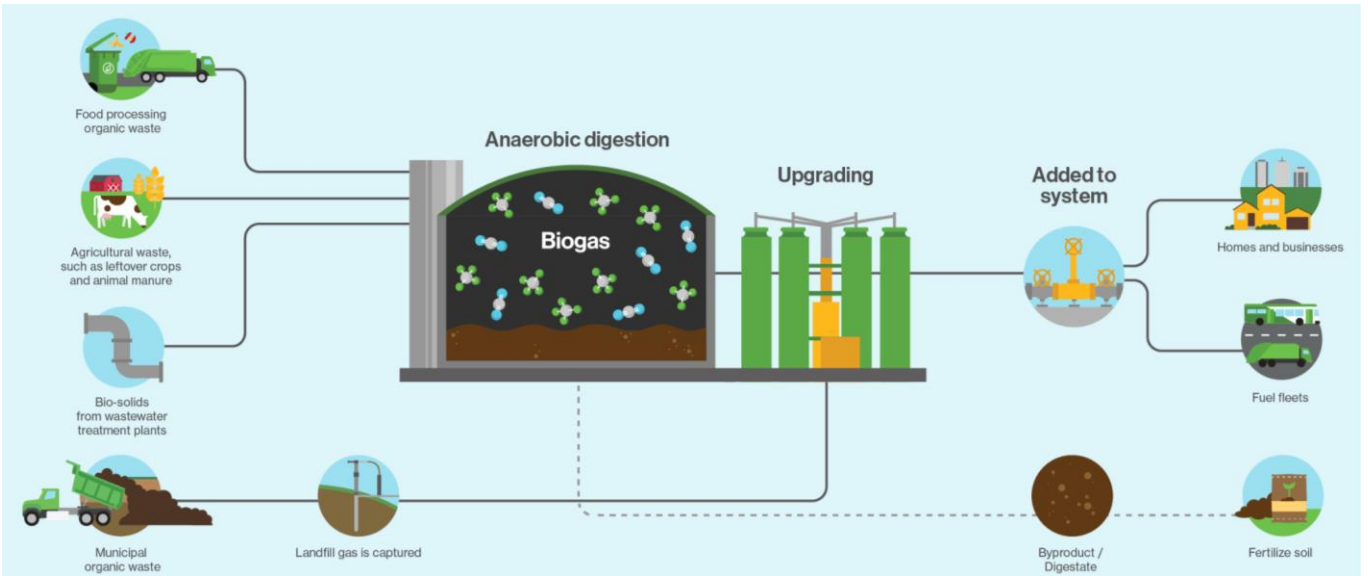 Food processing
organic waste
Agricultural waste,
such as leftover crops
and animal manure
Bio-solids
from wastewater
treatment plants
Municipal
organic waste
Landfill gas is captured
Anaerobic digestion
Biogas
Upgrading
Added to
system
Homes and businesses
Fuel fleets
Byproduct /
Digestate
Fertilize soil